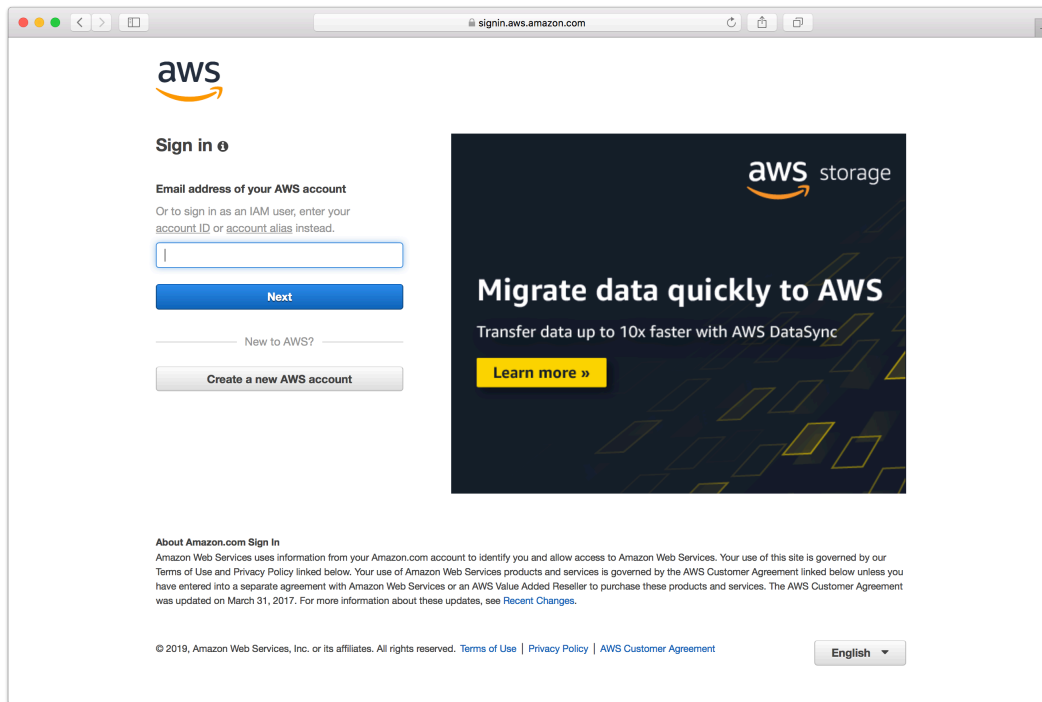 signin.aws.amazon.com
aws
Sign in
Email address of your AWS account
Or to sign in as an IAM user, enter your
account ID or account alias instead.
Next
New to AWS?
Create a new AWS account
aws storage
Migrate data quickly to AWS
Transfer data up to 10x faster with AWS DataSync
Learn more »
About Amazon.com Sign In
Amazon Web Services uses information from your Amazon.com account to identify you and allow access to Amazon Web Services. Your use of this site is governed by our
Terms of Use and Privacy Policy linked below. Your use of Amazon Web Services products and services is governed by the AWS Customer Agreement linked below unless you
have entered into a separate agreement with Amazon Web Services or an AWS Value Added Reseller to purchase these products and services. The AWS Customer Agreement
was updated on March 31, 2017. For more information about these updates, see Recent Changes.
© 2019, Amazon Web Services, Inc. or its affiliates. All rights reserved. Terms of Use | Privacy Policy | AWS Customer Agreement
English